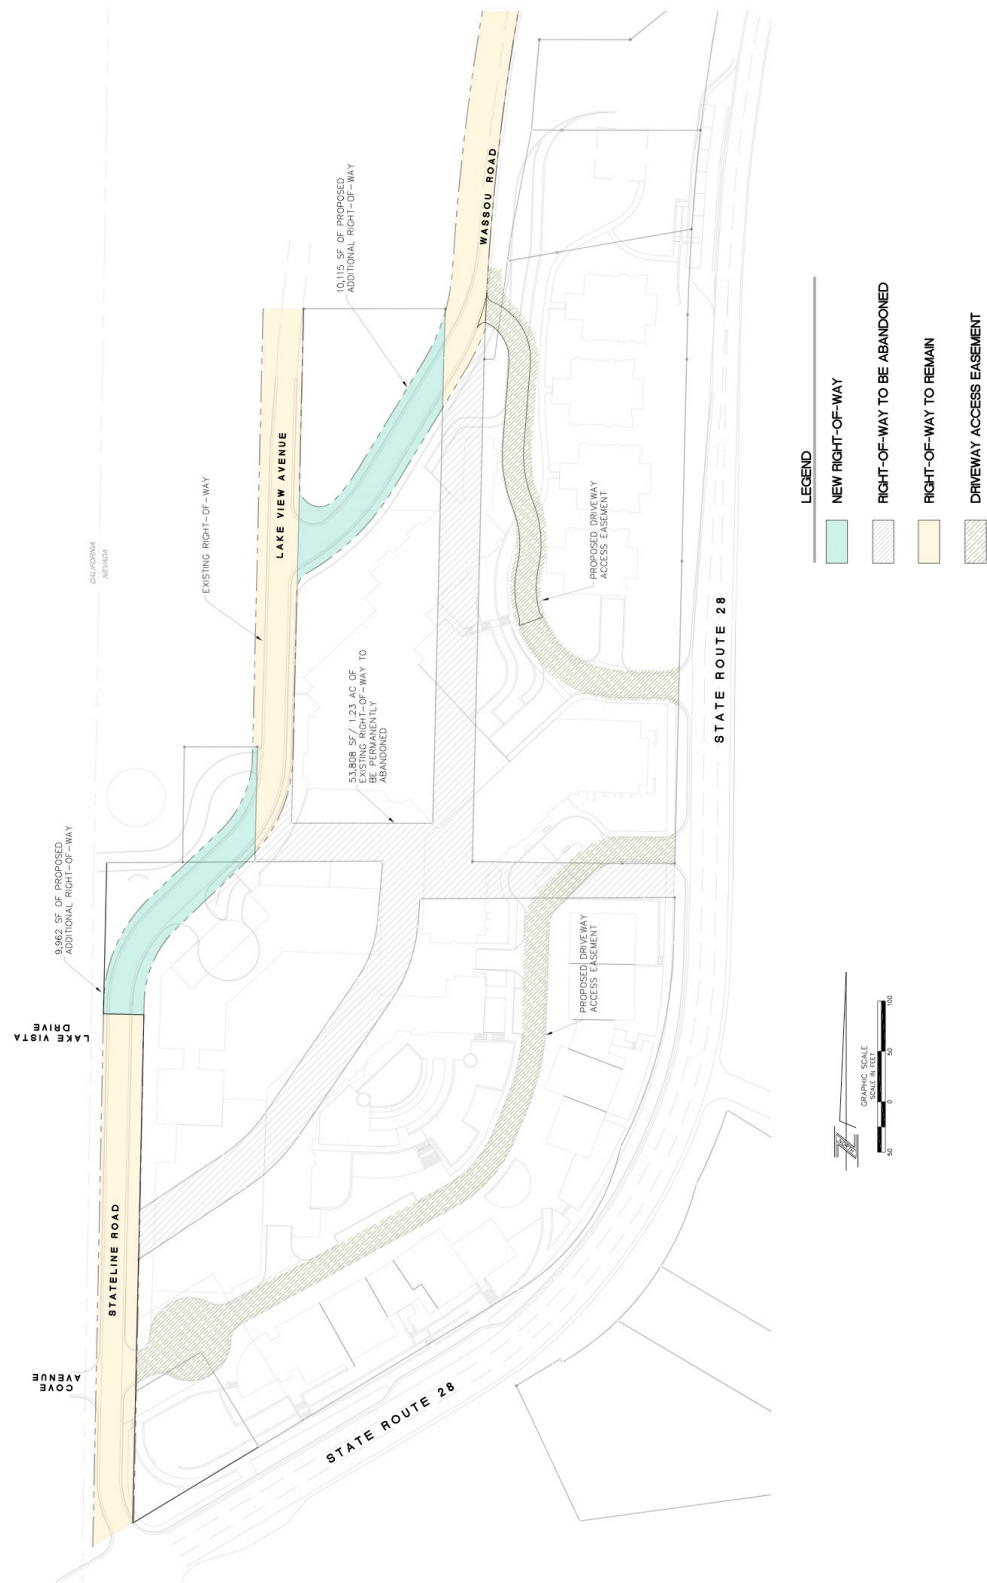 CALIFORNIA
NEVADA
LAKE VISTA
DRIVE
COVE
AVENUE
STATELINE ROAD
9,962 SF OF PROPOSED
ADDITIONAL RIGHT-OF-WAY
EXISTING RIGHT-OF-WAY
LAKE VIEW AVENUE
10,115 SF OF PROPOSED
ADDITIONAL RIGHT-OF-WAY
WASSOU ROAD
53,808 SF/ 1.23 AC OF
EXISTING RIGHT-OF-WAY TO
BE PERMANENTLY
ABANDONED
PROPOSED DRIVEWAY
ACCESS EASEMENT
PROPOSED DRIVEWAY
ACCESS EASEMENT
STATE ROUTE 28
STATE ROUTE 28
LEGEND
NEW RIGHT-OF-WAY
RIGHT-OF-WAY TO BE ABANDONED
RIGHT-OF-WAY TO REMAIN
DRIVEWAY ACCESS EASEMENT
GRAPHIC SCALE
SCALE IN FEET
50 0 50 100